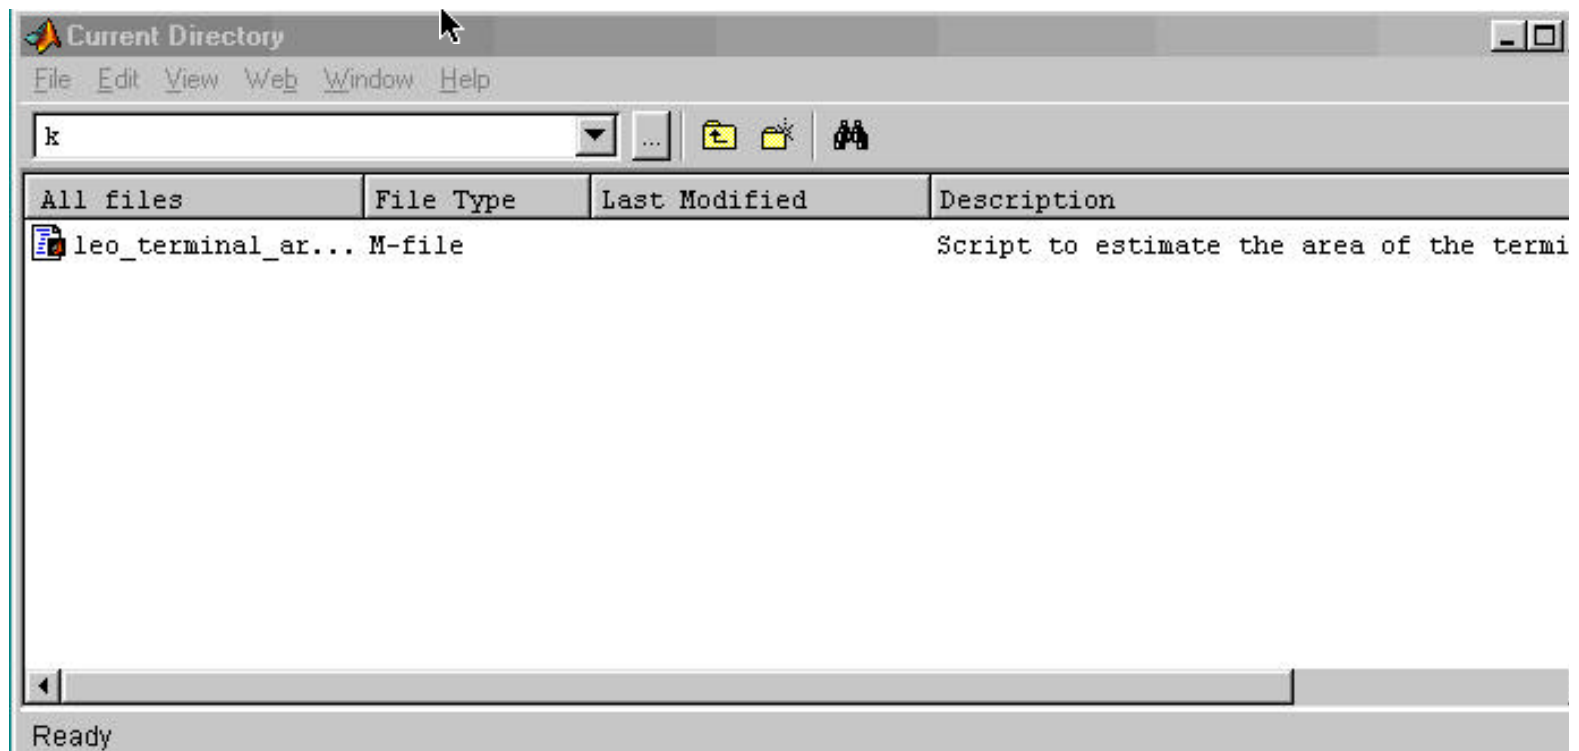 Current Directory
File Edit View Web Window Help
k
...
All files File Type Last Modified Description
leo_terminal_ar... M-file Script to estimate the area of the termi
Ready